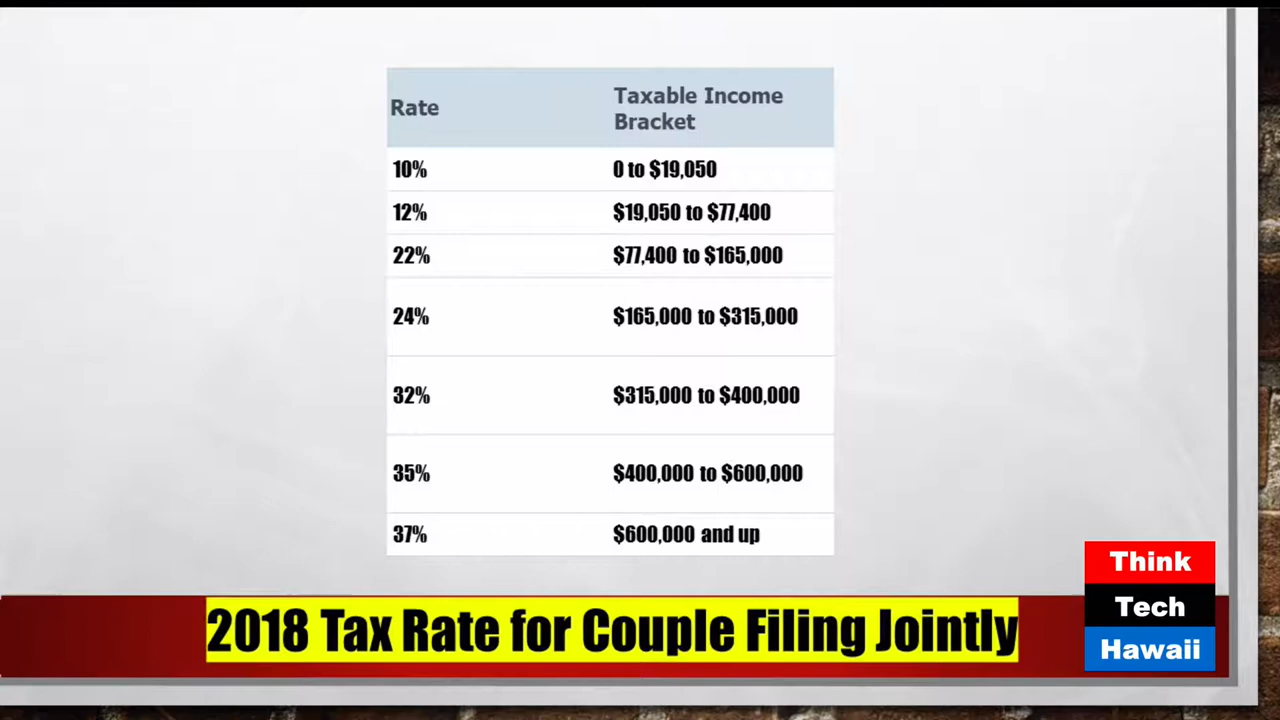 Rate Taxable Income
Bracket
10% 0 to $19,050
12% $19,050 to $77,400
22% $77,400 to $165,000
24% $165,000 to $315,000
32% $315,000 to $400,000
35% $400,000 to $600,000
37% $600,000 and up
2018 Tax Rate for Couple Filing Jointly
Think
Tech
Hawaii